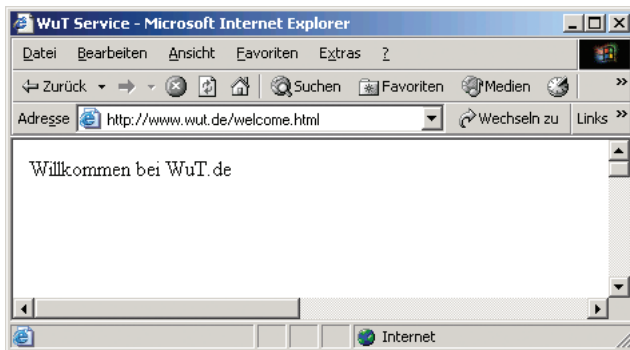 WuT Service - Microsoft Internet Explorer
Datei Bearbeiten Ansicht Favoriten Extras ?
Zurück Suchen Favoriten Medien »
Adresse http://www.wut.de/welcome.html Wechseln zu Links »
Willkommen bei WuT.de
Internet